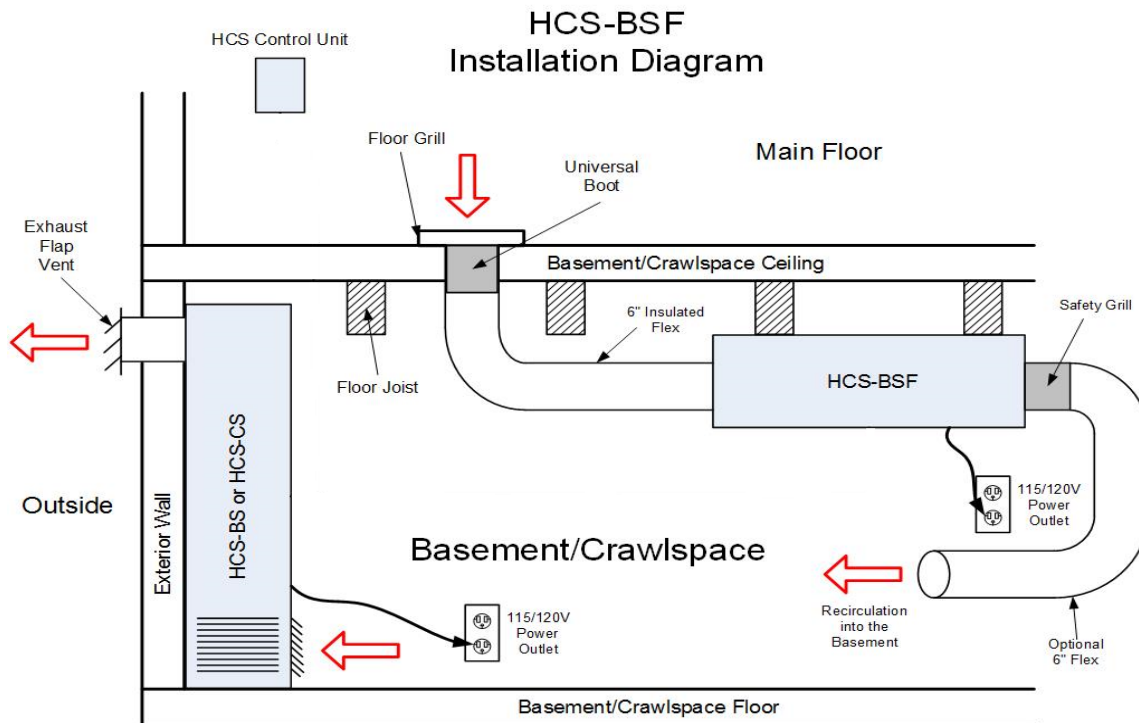 HCS-BSF
Installation Diagram
HCS Control Unit
Floor Grill
Universal
Boot
Main Floor
Exhaust
Flap
Vent
Basement/Crawlspace Ceiling
6" Insulated
Flex
Safety Grill
Floor Joist
HCS-BSF
HCS-BS or HCS-CS
Exterior Wall
Outside
115/120V
Power
Outlet
Basement/Crawlspace
115/120V
Power
Outlet
Recirculation
into the
Basement
Optional
6" Flex
Basement/Crawlspace Floor